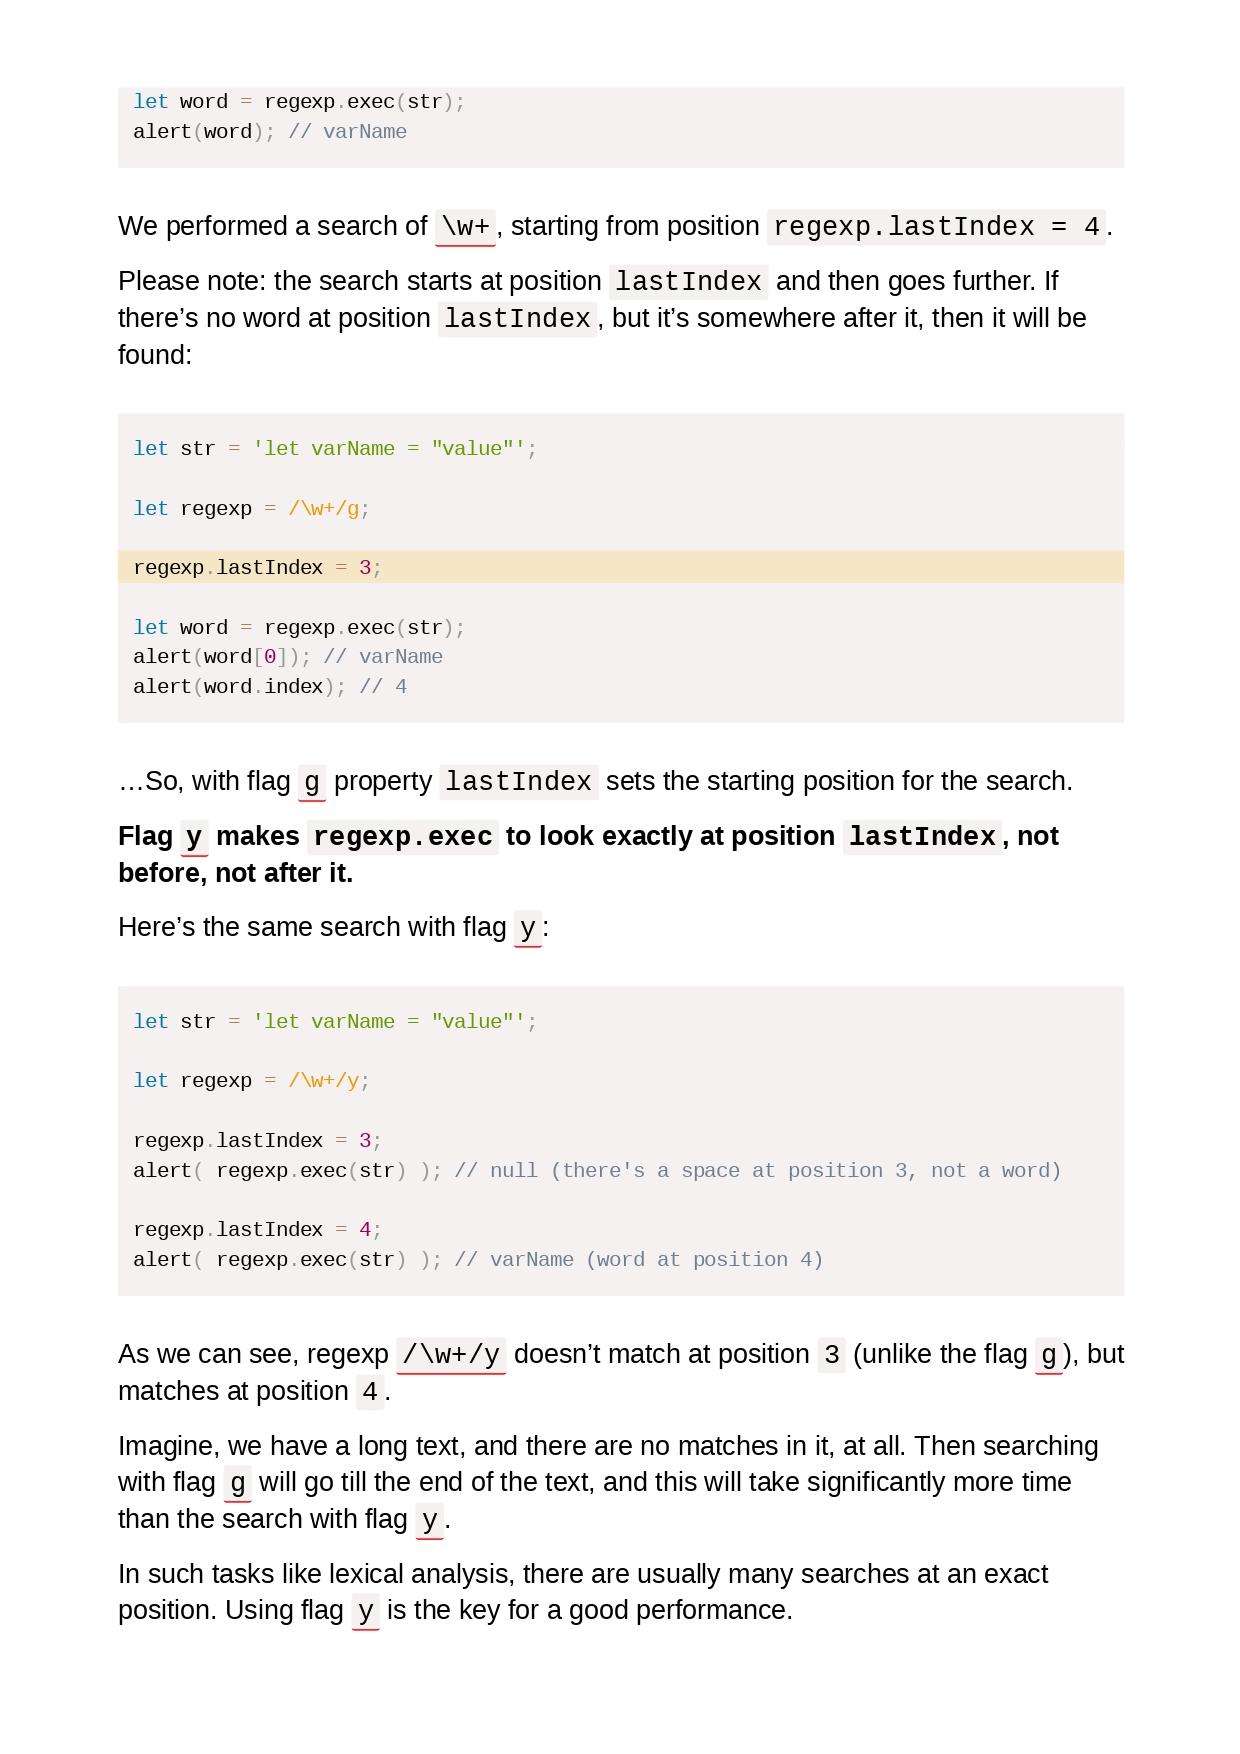 let word = regexp.exec(str);
alert(word); // varName
We performed a search of \w+, starting from position regexp.lastIndex = 4.
Please note: the search starts at position lastIndex and then goes further. If
there’s no word at position lastIndex, but it’s somewhere after it, then it will be
found:
let str = 'let varName = "value"';
let regexp = /\w+/g;
regexp.lastIndex = 3;
let word = regexp.exec(str);
alert(word[0]); // varName
alert(word.index); // 4
…So, with flag g property lastIndex sets the starting position for the search.
Flag y makes regexp.exec to look exactly at position lastIndex, not
before, not after it.
Here’s the same search with flag y:
let str = 'let varName = "value"';
let regexp = /\w+/y;
regexp.lastIndex = 3;
alert( regexp.exec(str) ); // null (there's a space at position 3, not a word)
regexp.lastIndex = 4;
alert( regexp.exec(str) ); // varName (word at position 4)
As we can see, regexp /\w+/y doesn’t match at position 3 (unlike the flag g), but
matches at position 4.
Imagine, we have a long text, and there are no matches in it, at all. Then searching
with flag g will go till the end of the text, and this will take significantly more time
than the search with flag y.
In such tasks like lexical analysis, there are usually many searches at an exact
position. Using flag y is the key for a good performance.